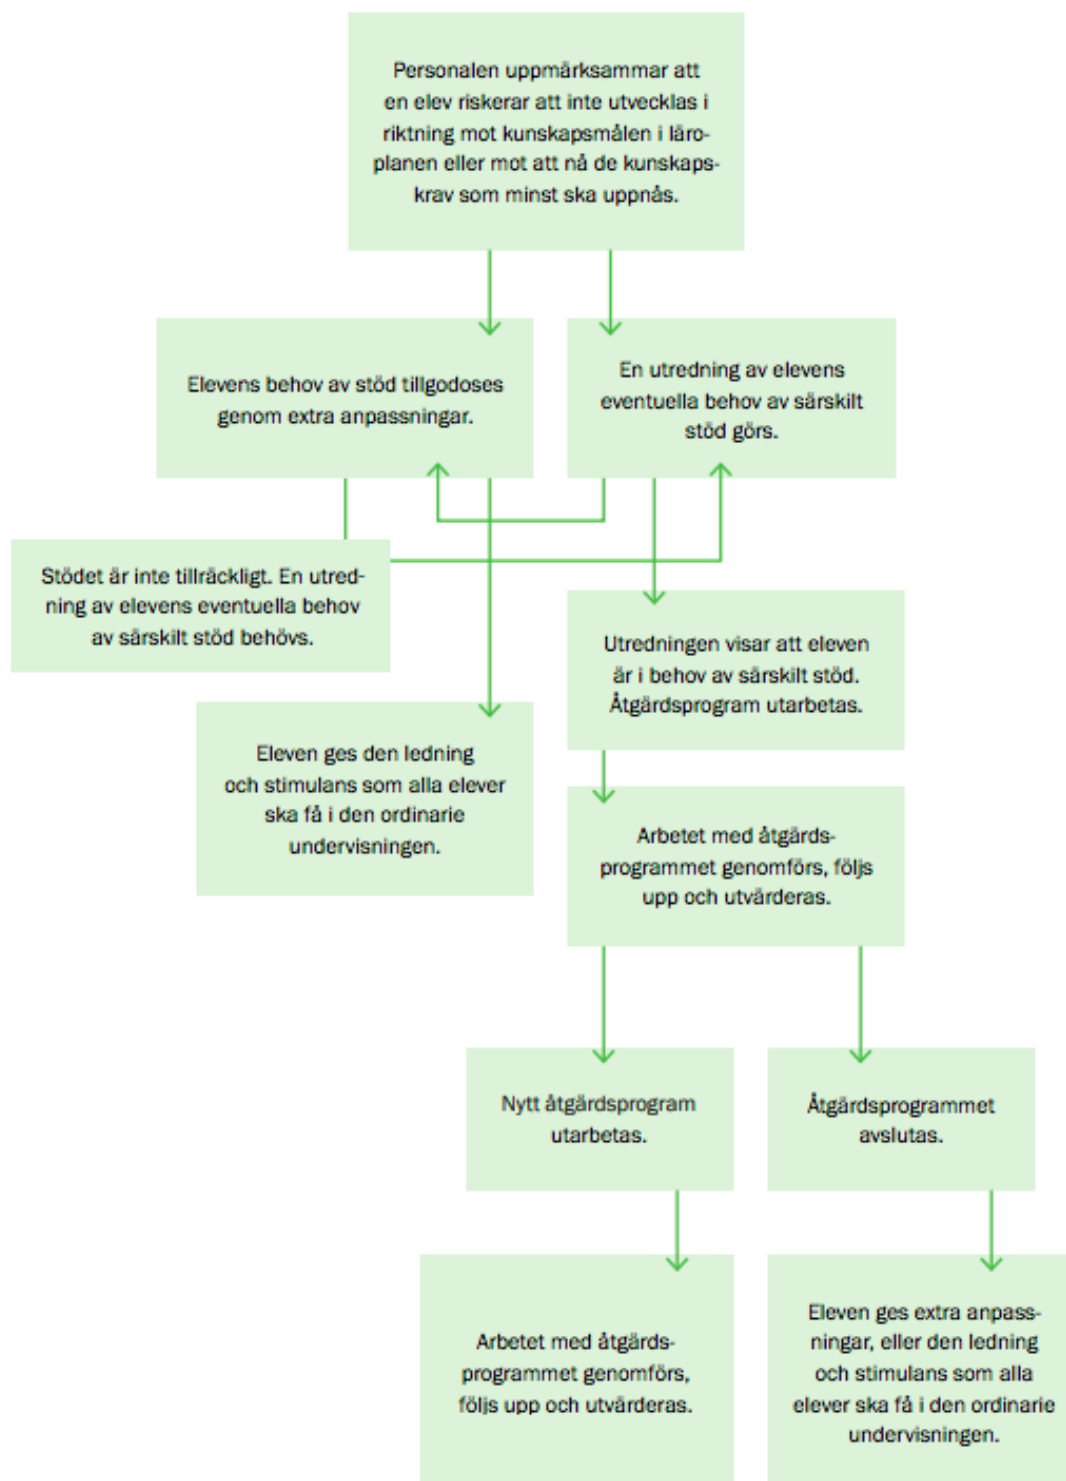 Personalen uppmärksammar att
en elev riskerar att inte utvecklas i
riktning mot kunskapsmålen i läro-
planen eller mot att nå de kunskaps-
krav som minst ska uppnås.
Elevens behov av stöd tillgodoses
genom extra anpassningar.
En utredning av elevens
eventuella behov av särskilt
stöd görs.
Stödet är inte tillräckligt. En utred-
ning av elevens eventuella behov
av särskilt stöd behövs.
Utredningen visar att eleven
är i behov av särskilt stöd.
Åtgärdsprogram utarbetas.
Eleven ges den ledning
och stimulans som alla elever
ska få i den ordinarie
undervisningen.
Arbetet med åtgärds-
programmet genomförs, följs
upp och utvärderas.
Nytt åtgärdsprogram
utarbetas.
Åtgärdsprogrammet
avslutas.
Arbetet med åtgärds-
programmet genomförs,
följs upp och utvärderas.
Eleven ges extra anpass-
ningar, eller den ledning
och stimulans som alla
elever ska få i den ordinarie
undervisningen.